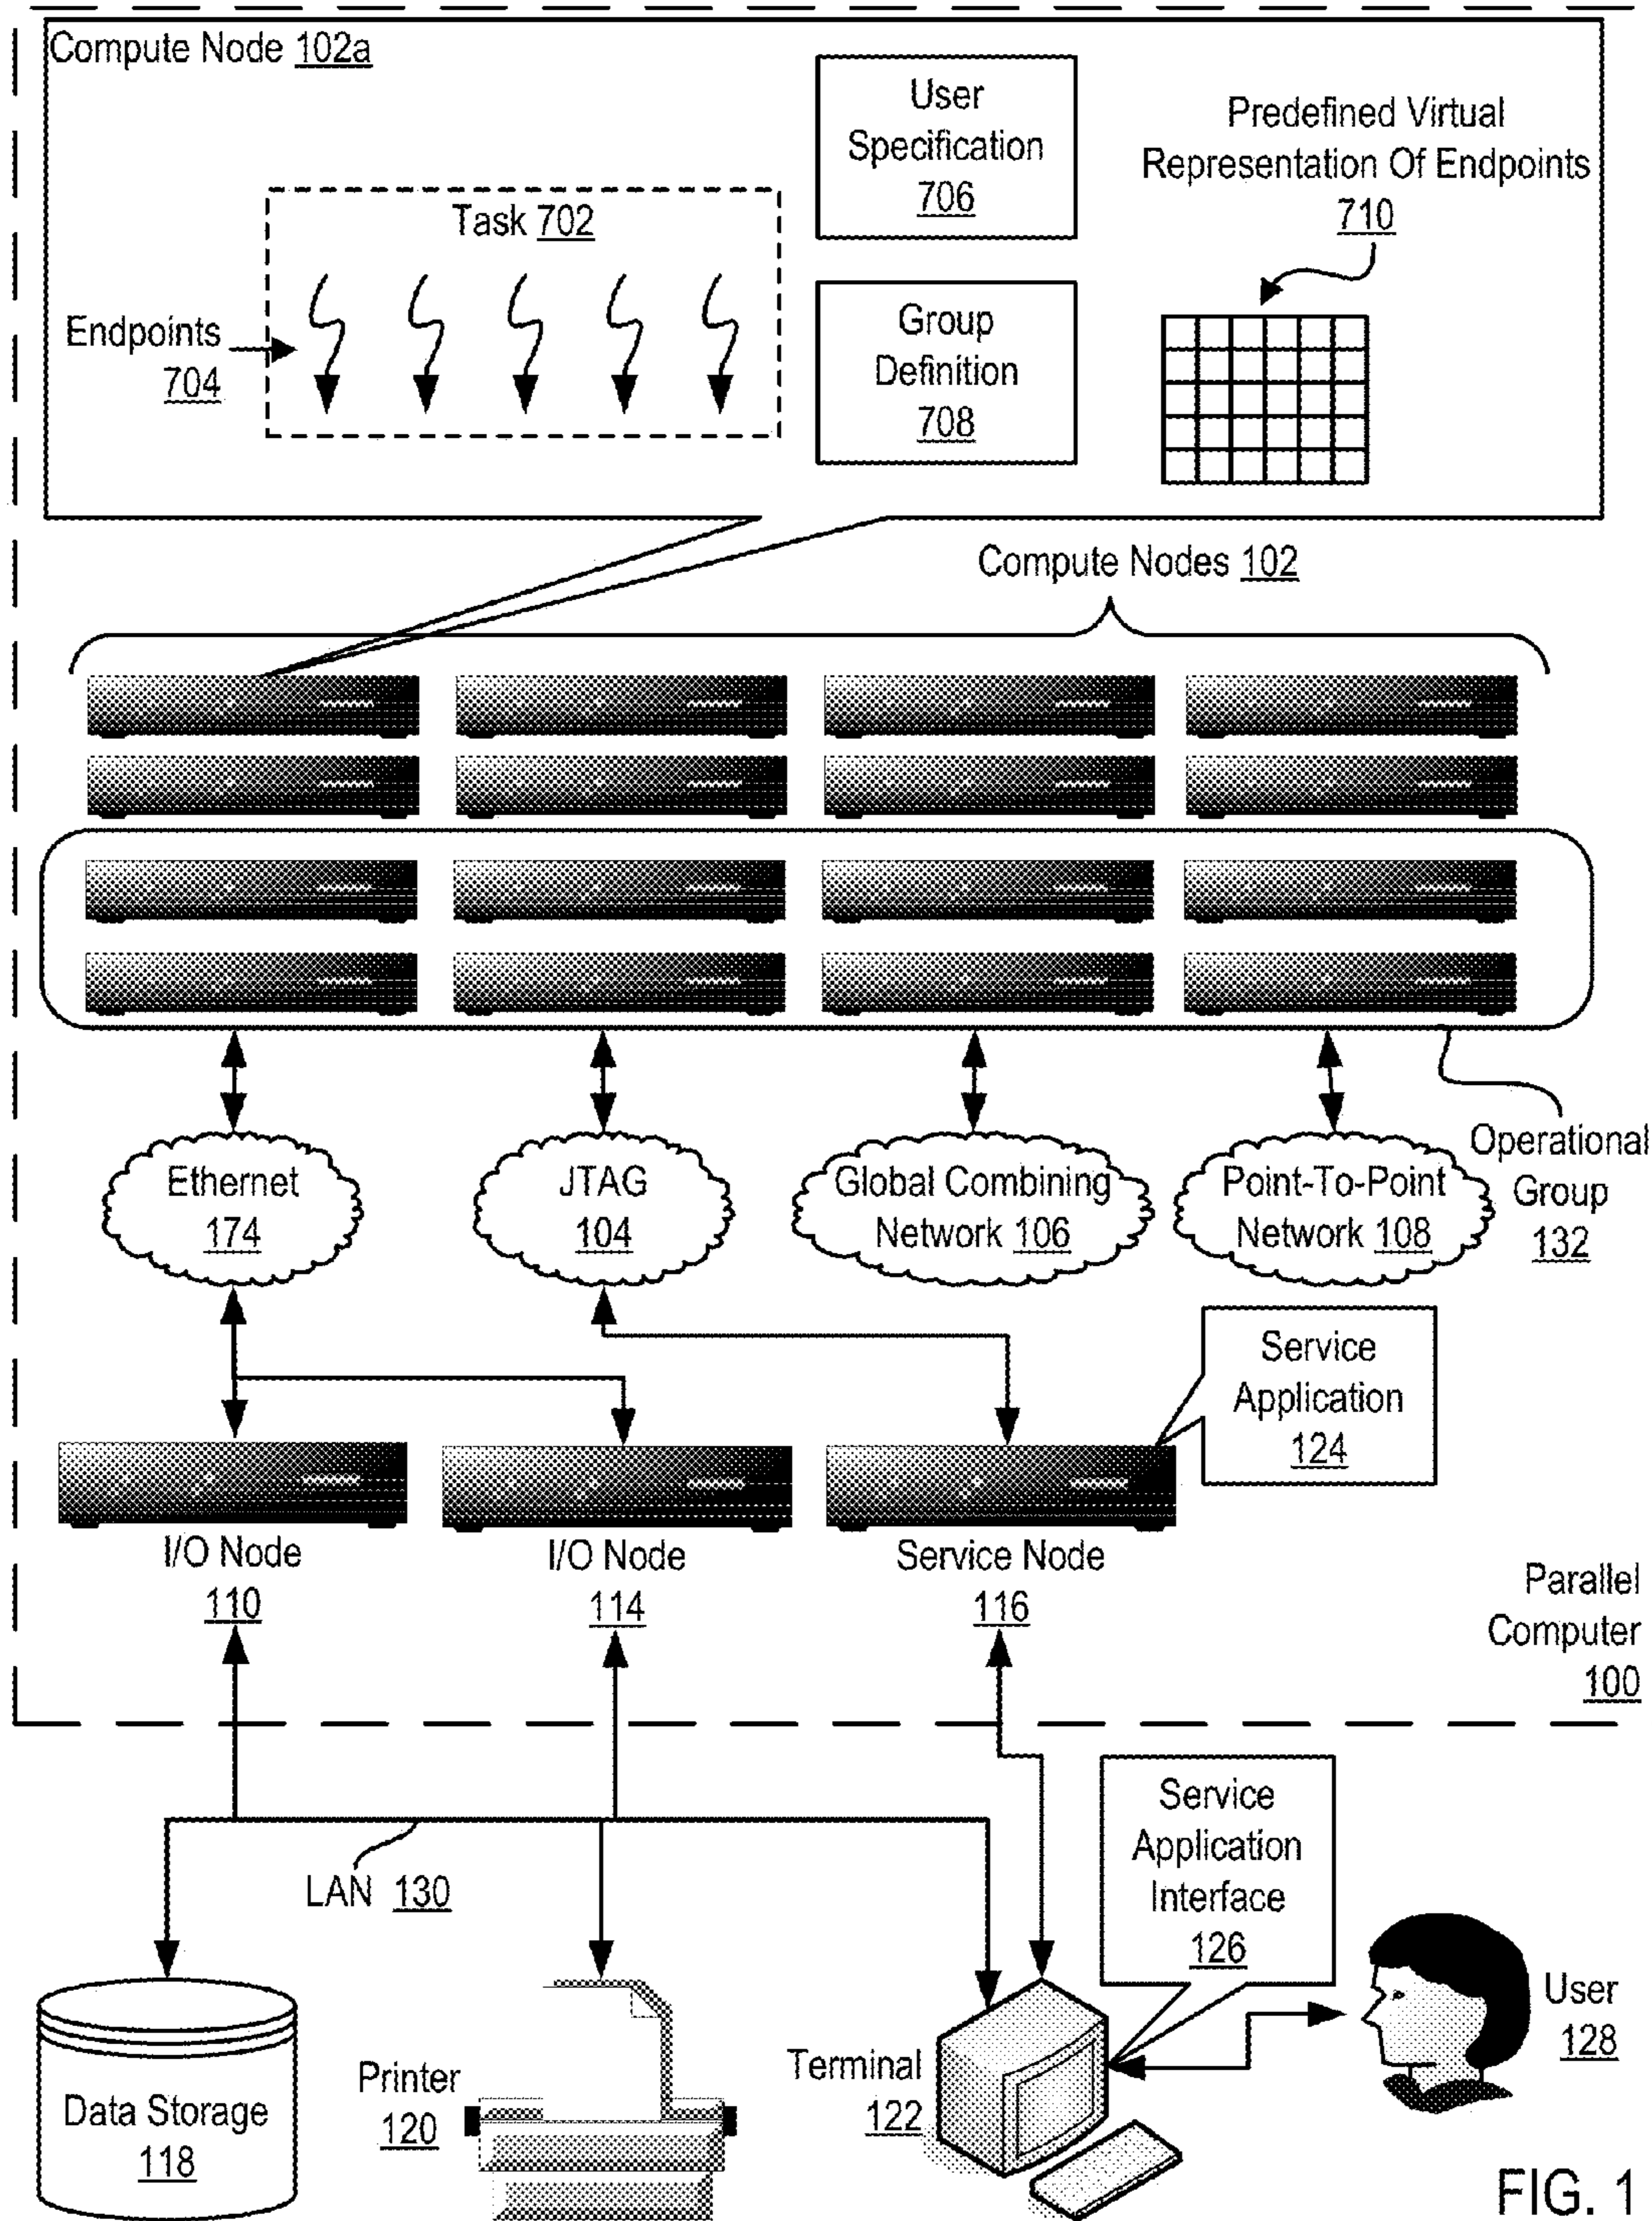 Compute Node 102a
User
Specification
706
Predefined Virtual
Representation Of Endpoints
710
Task 702
Endpoints
704
Group
Definition
708
Compute Nodes 102
Ethernet
174
JTAG
104
Global Combining
Network 106
Point-To-Point
Network 108
Operational
Group
132
Service
Application
124
I/O Node
110
I/O Node
114
Service Node
116
Parallel
Computer
100
LAN 130
Service
Application
Interface
126
Data Storage
118
Printer
120
Terminal
122
User
128
FIG. 1